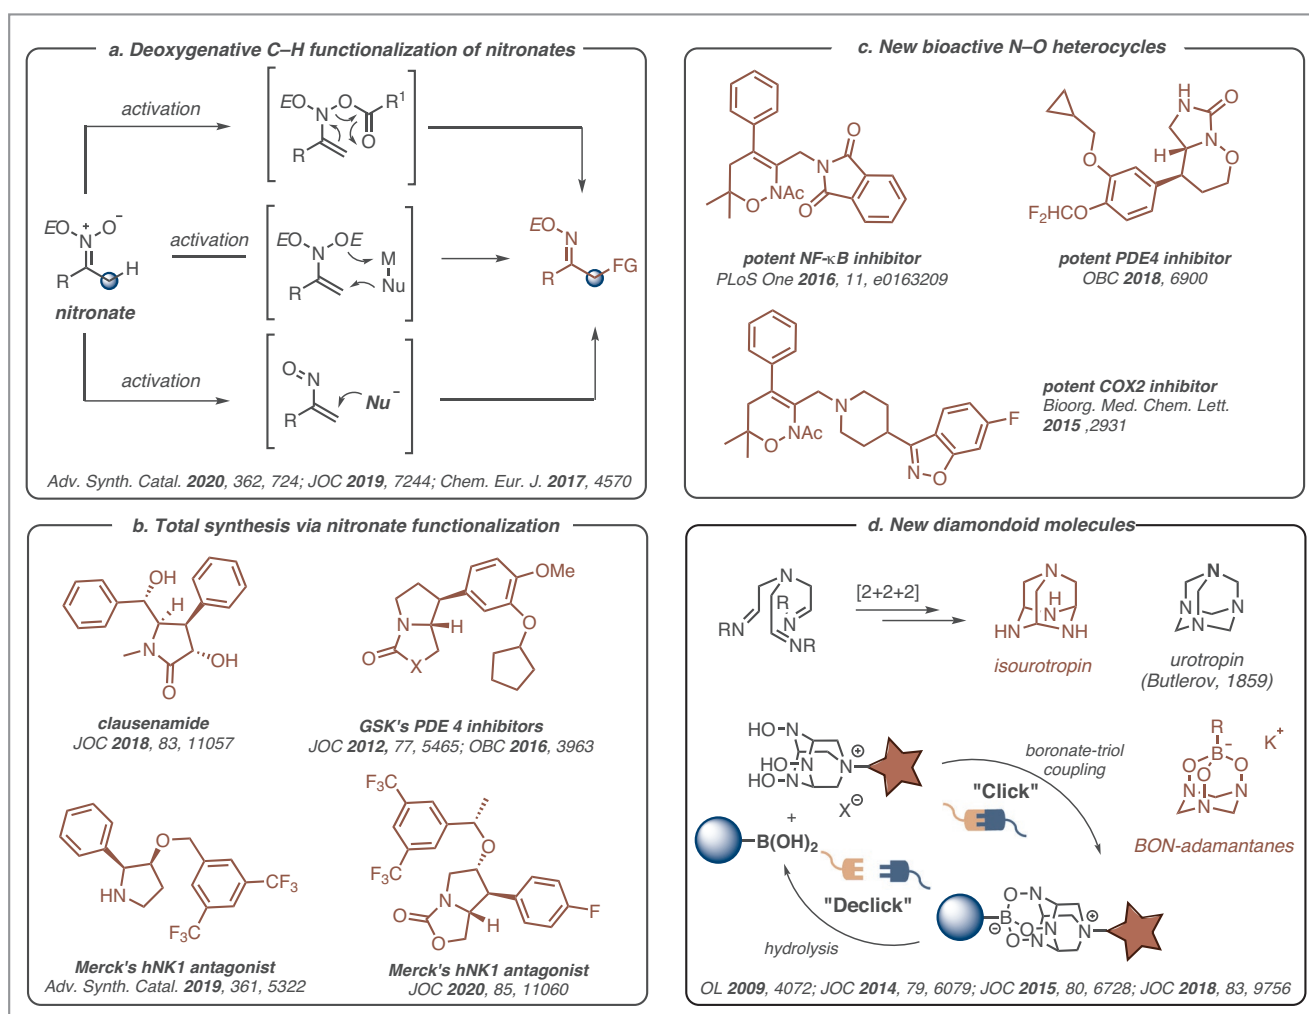 a. Deoxygenative C–H functionalization of nitronates
activation
EO
N
O
R1
R
O
EO
N+
O−
R
H
nitronate
activation
EO
N
OE
M
Nu
R
EO
N
R
FG
activation
O
N
R
Nu−
Adv. Synth. Catal. 2020, 362, 724; JOC 2019, 7244; Chem. Eur. J. 2017, 4570
c. New bioactive N–O heterocycles
O
N
O
NAc
O
potent NF-κB inhibitor
PLoS One 2016, 11, e0163209
H
N
O
N
O
H
O
F2HCO
potent PDE4 inhibitor
OBC 2018, 6900
N
NAc
O
F
N
O
potent COX2 inhibitor
Bioorg. Med. Chem. Lett.
2015 ,2931
b. Total synthesis via nitronate functionalization
OH
H
N
OH
O
clausenamide
JOC 2018, 83, 11057
OMe
O
N
H
O
X
GSK's PDE 4 inhibitors
JOC 2012, 77, 5465; OBC 2016, 3963
O
NH
CF3
F3C
Merck's hNK1 antagonist
Adv. Synth. Catal. 2019, 361, 5322
F3C
F3C
O
N
O
H
O
F
Merck's hNK1 antagonist
JOC 2020, 85, 11060
d. New diamondoid molecules
N
R
N
RN
NR
[2+2+2]
N
H
N
HN
NH
isourotropin
N
N
N
N
urotropin
(Butlerov, 1859)
HO
N
HO
N
HO
N
N
⊕
X⊖
+
B(OH)2
boronate-triol
coupling
"Click"
"Declick"
hydrolysis
O
N
B
⊖
O
N
O
N
N
⊕
R
B−
O
O
O
N
N
N
K+
BON-adamantanes
OL 2009, 4072; JOC 2014, 79, 6079; JOC 2015, 80, 6728; JOC 2018, 83, 9756